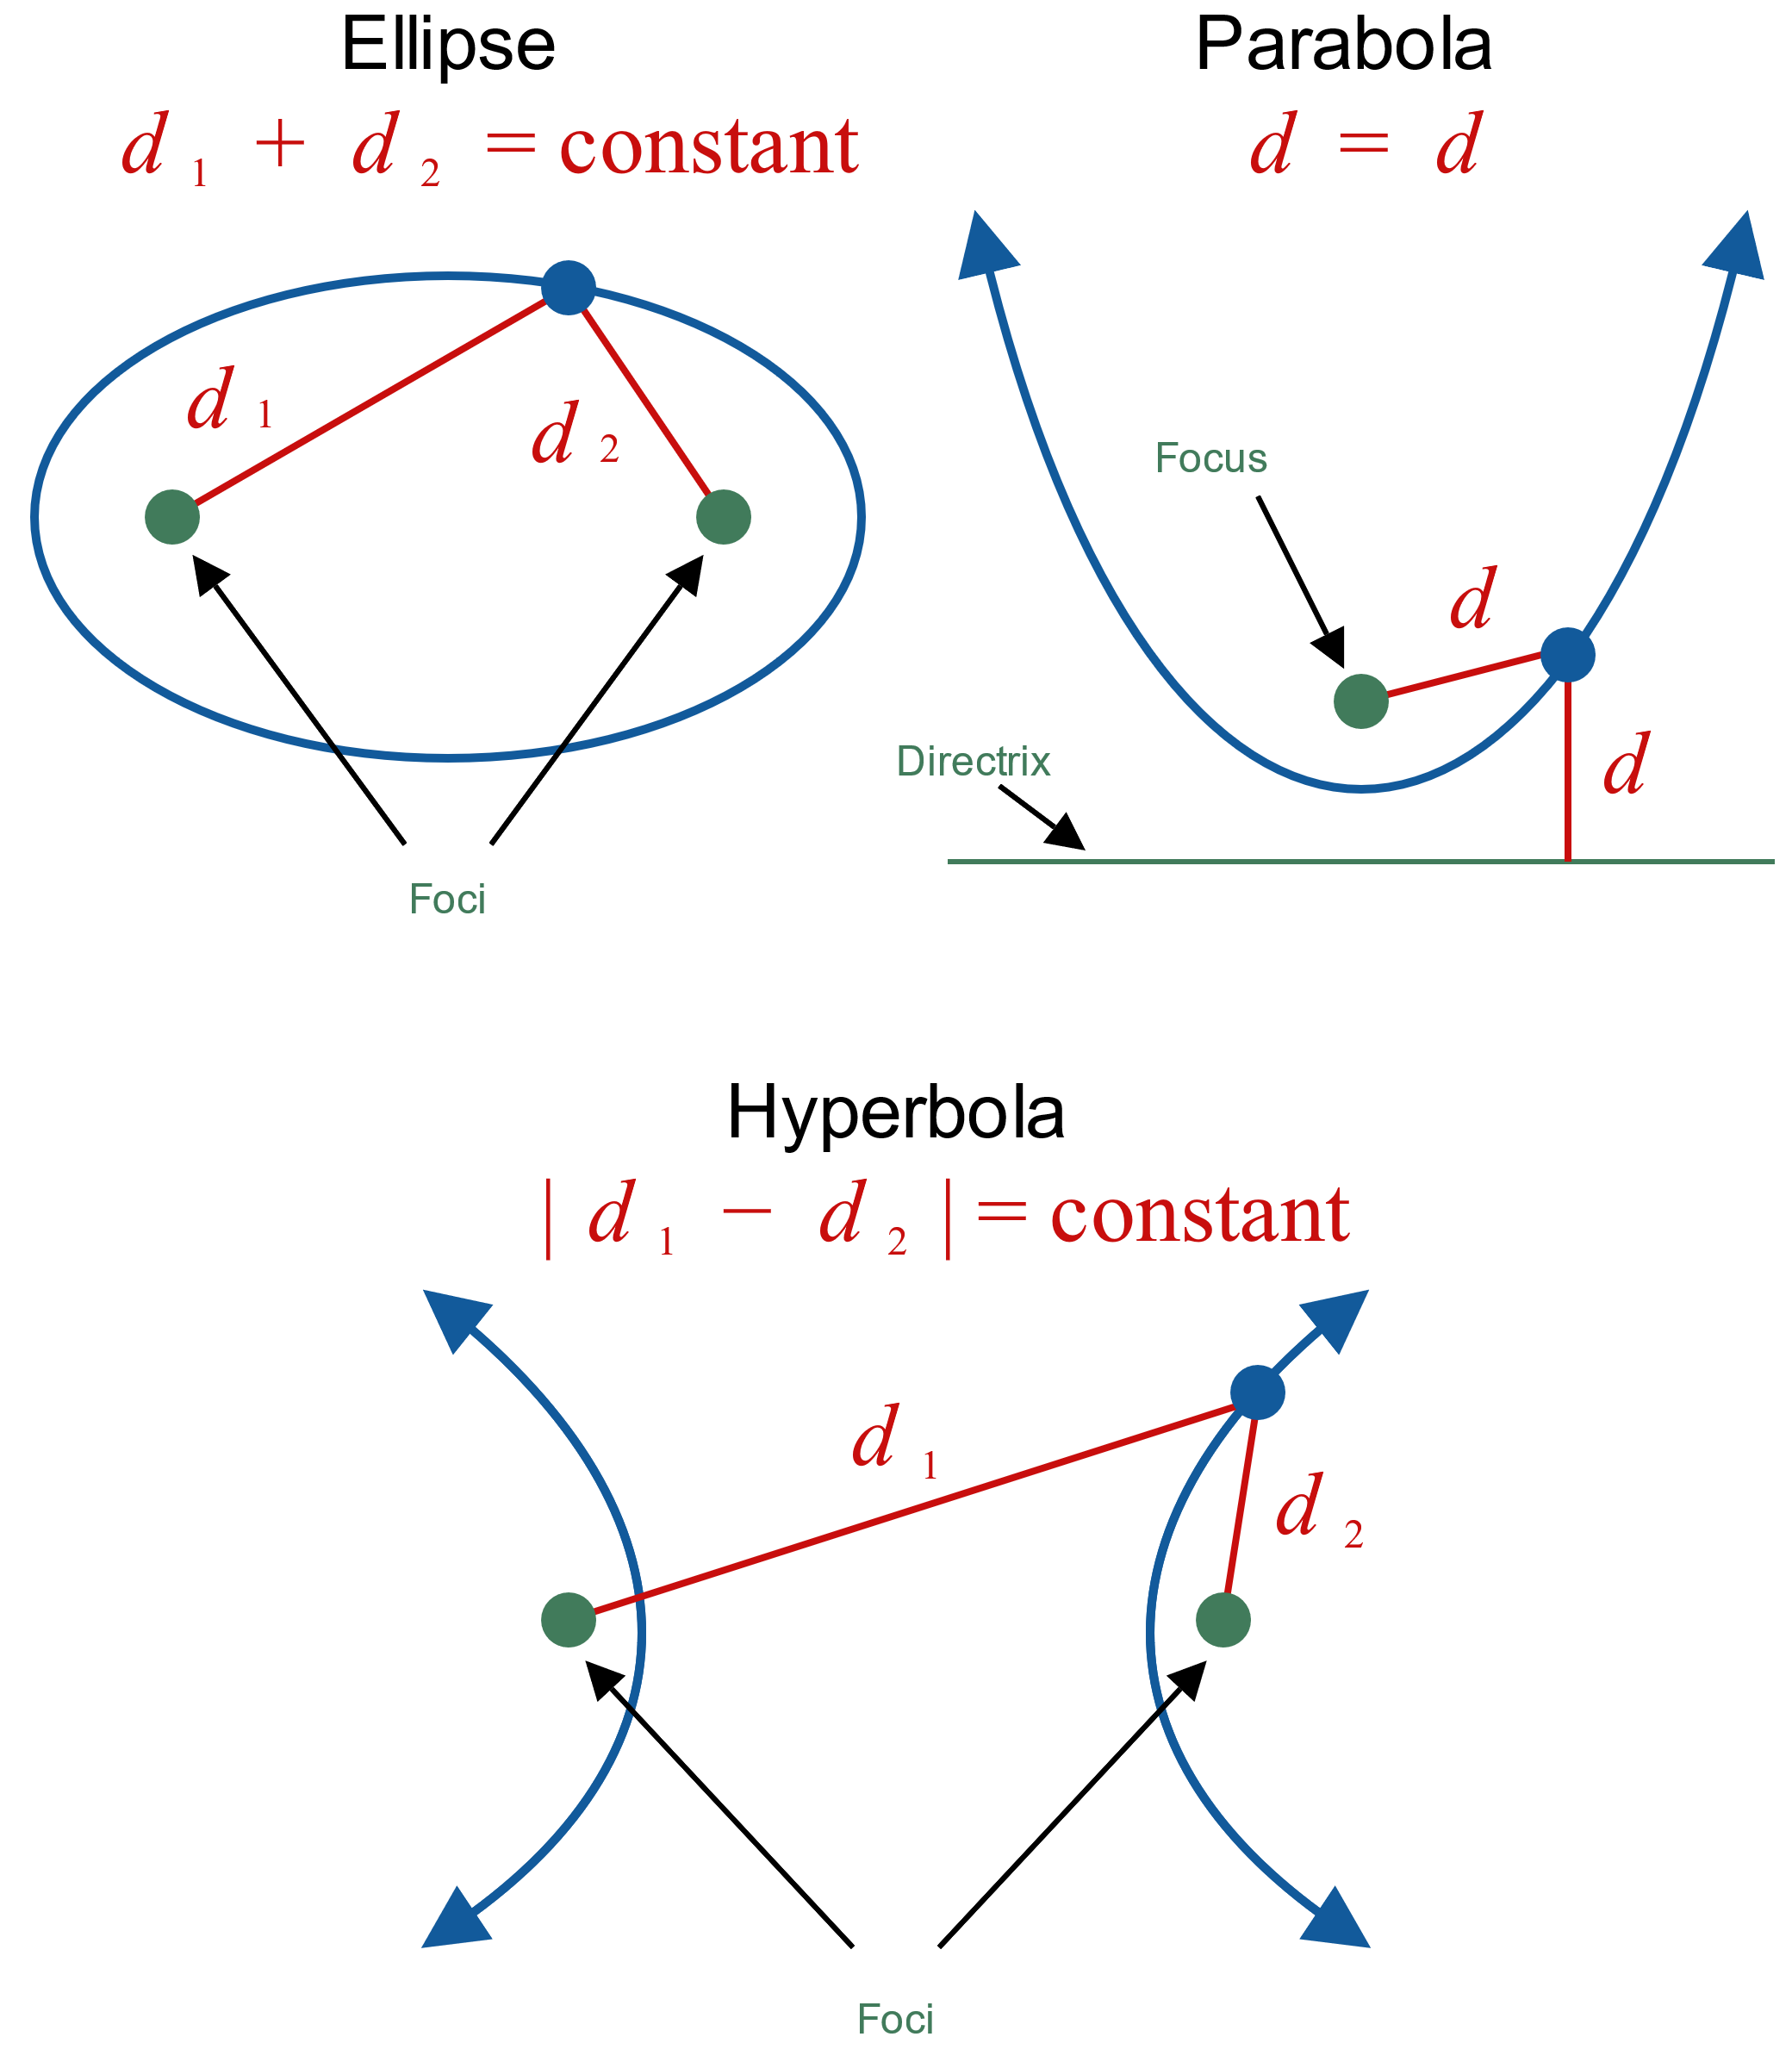 Ellipse
d 1 + d 2 = constant
d 1
d 2
Foci
Parabola
d = d
Focus
d
Directrix
d
Hyperbola
| d 1 − d 2 | = constant
d 1
d 2
Foci